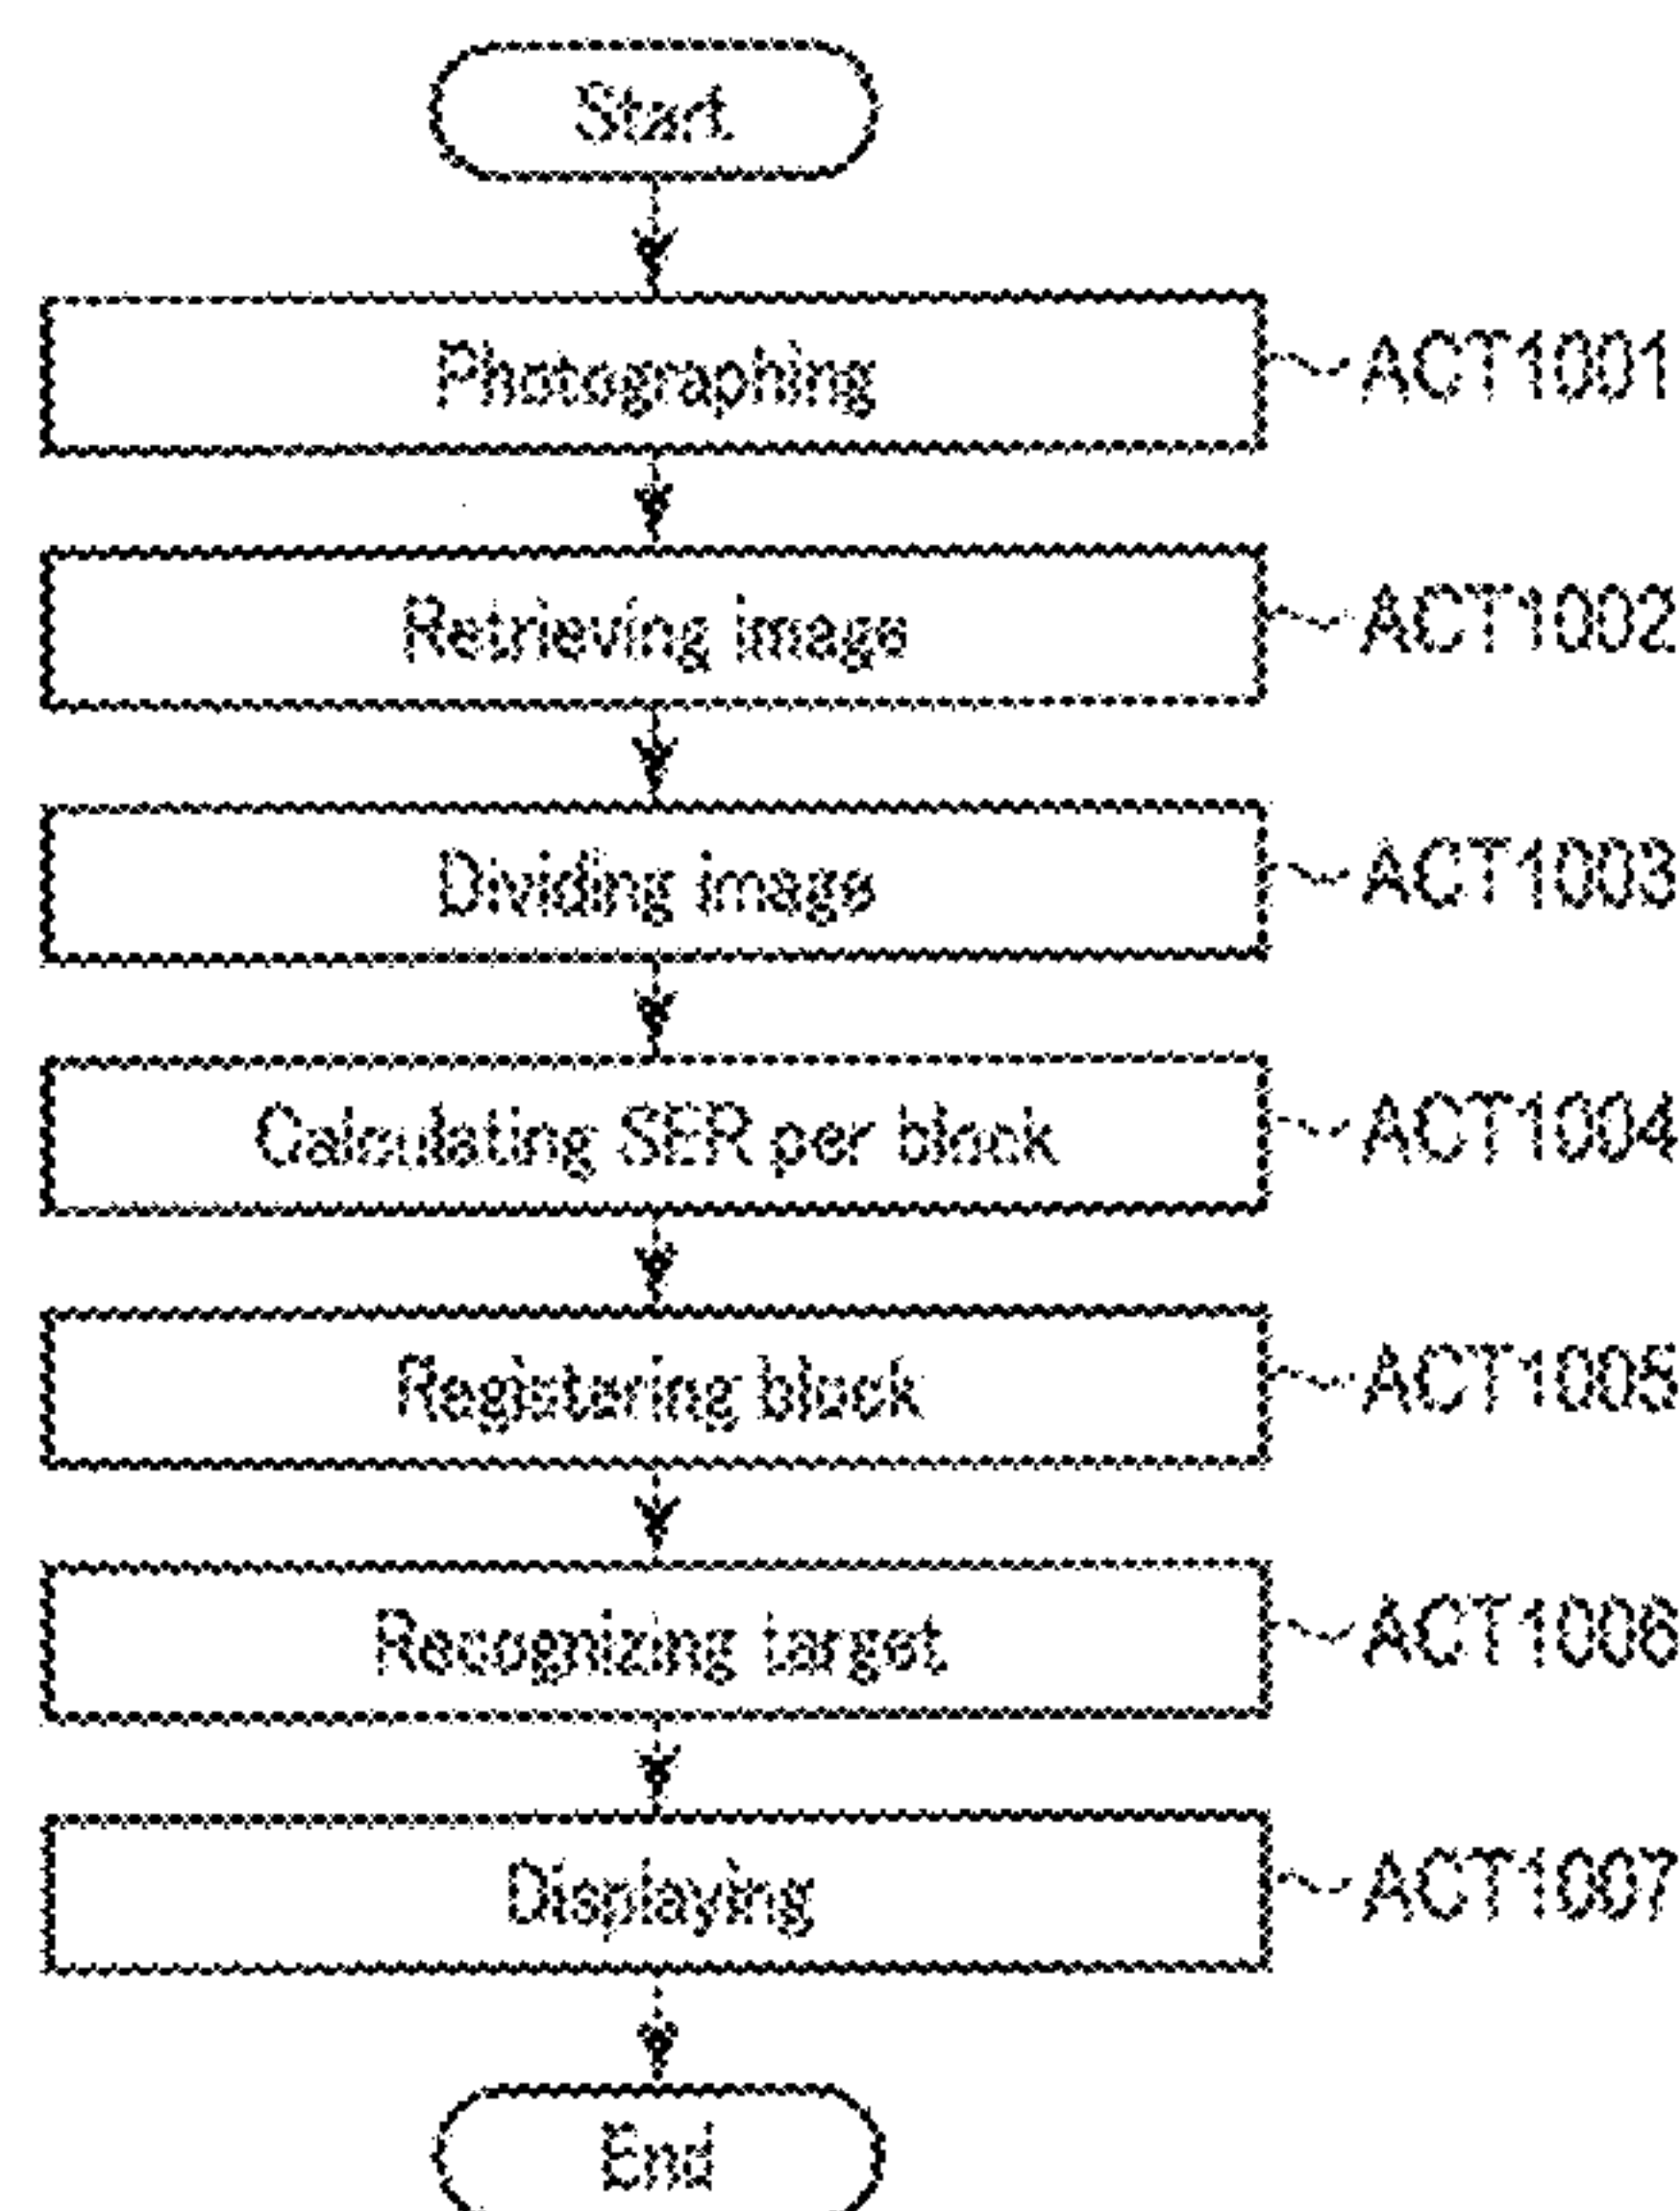 Start
Photographing
ACT1001
Retrieving image
ACT1002
Dividing image
ACT1003
Calculating SER per block
ACT1004
Registering block
ACT1005
Recognizing target
ACT1006
Displaying
ACT1007
End